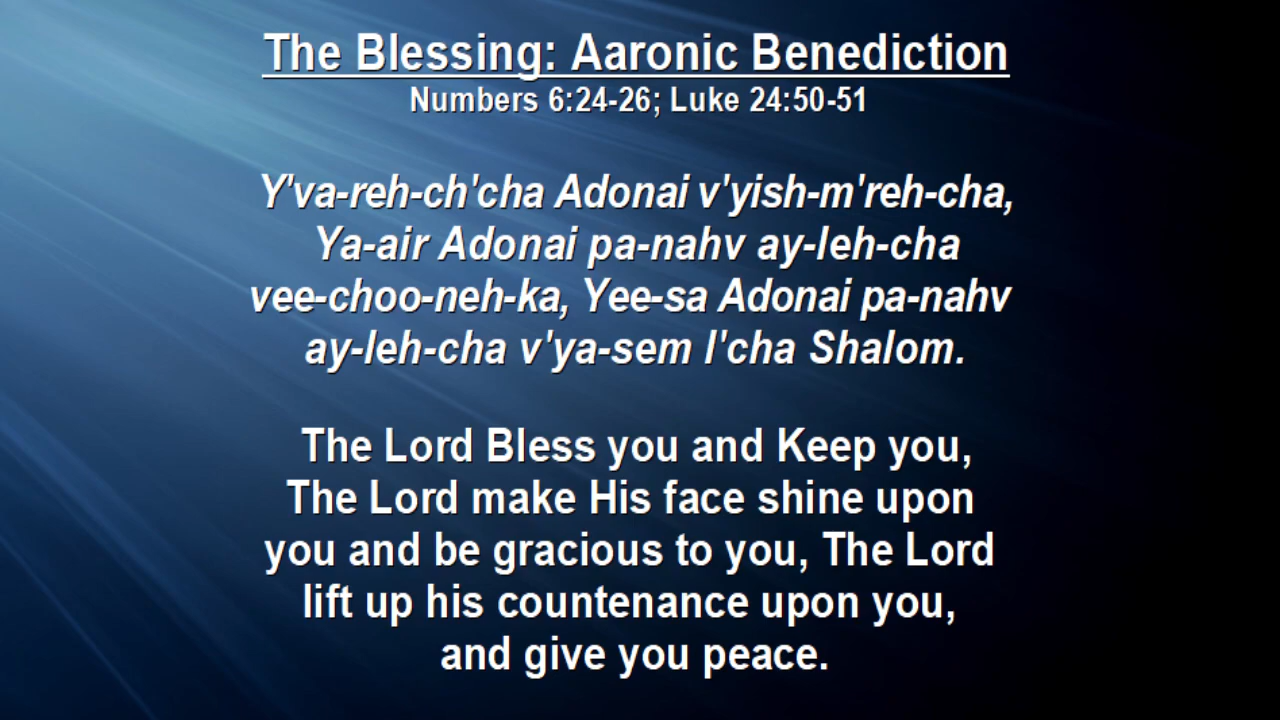 The Blessing: Aaronic Benediction
Numbers 6:24-26; Luke 24:50-51
Y'va-reh-ch'cha Adonai v'yish-m'reh-cha,
Ya-air Adonai pa-nahv ay-leh-cha
vee-choo-neh-ka, Yee-sa Adonai pa-nahv
ay-leh-cha v'ya-sem l'cha Shalom.
The Lord Bless you and Keep you,
The Lord make His face shine upon
you and be gracious to you, The Lord
lift up his countenance upon you,
and give you peace.